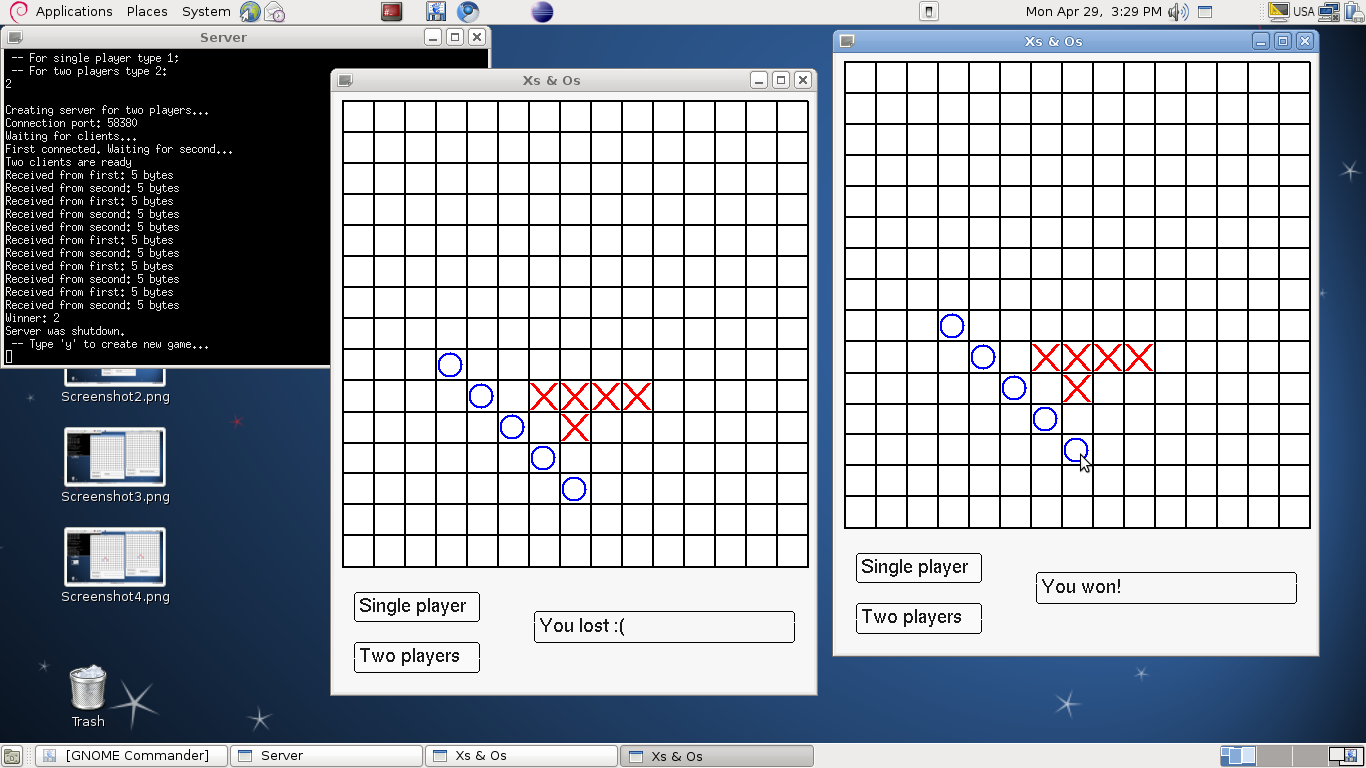 Applications Places System
Mon Apr 29, 3:29 PM
USA
Server
-- For single player type 1;
-- For two players type 2;
2
Creating server for two players...
Connection port: 58380
Waiting for clients...
First connected. Waiting for second...
Two clients are ready
Received from first: 5 bytes
Received from second: 5 bytes
Received from first: 5 bytes
Received from second: 5 bytes
Received from second: 5 bytes
Received from first: 5 bytes
Received from second: 5 bytes
Received from first: 5 bytes
Received from second: 5 bytes
Received from first: 5 bytes
Received from second: 5 bytes
Winner: 2
Server was shutdown.
-- Type 'y' to create new game...
Screenshot2.png
Screenshot3.png
Screenshot4.png
Trash
Xs & Os
Single player
Two players
You lost :(
Xs & Os
Single player
Two players
You won!
[GNOME Commander]
Server
Xs & Os
Xs & Os